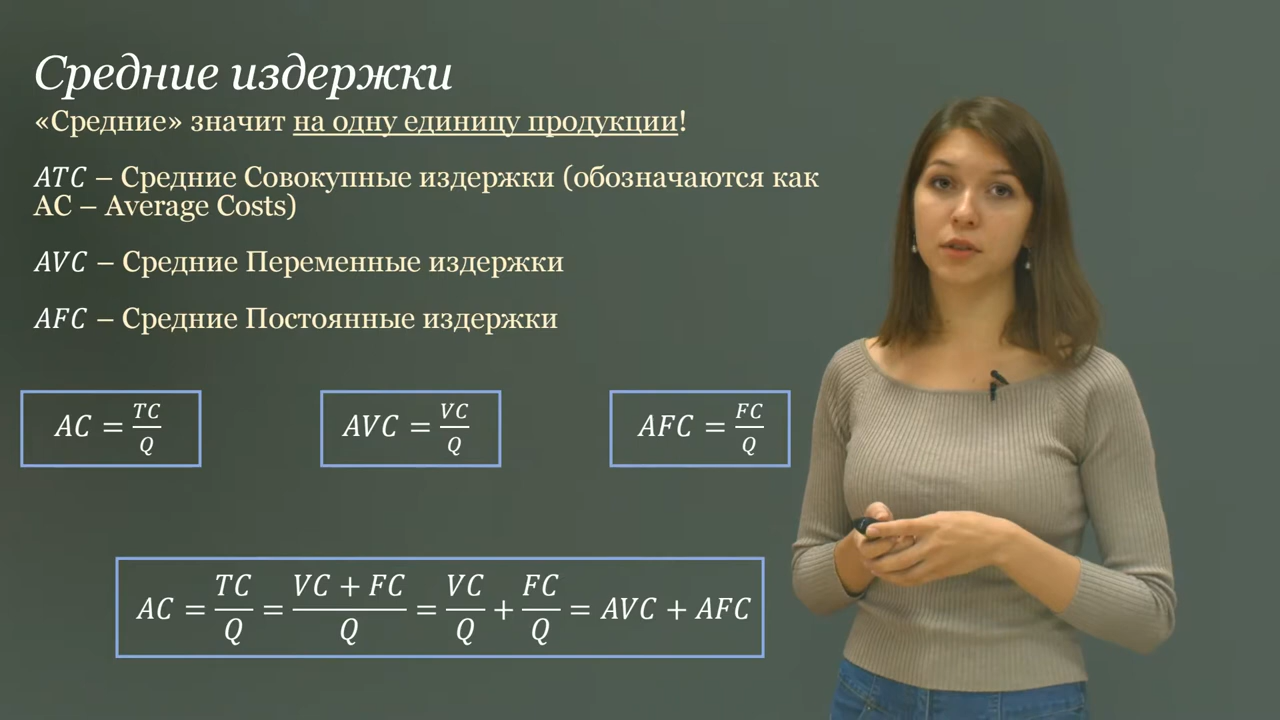 Средние издержки
«Средние» значит на одну единицу продукции!
ATC – Средние Совокупные издержки (обозначаются как
AC – Average Costs)
AVC – Средние Переменные издержки
AFC – Средние Постоянные издержки
AC = TC/Q
AVC = VC/Q
AFC = FC/Q
AC = TC/Q = (VC + FC)/Q = VC/Q + FC/Q = AVC + AFC